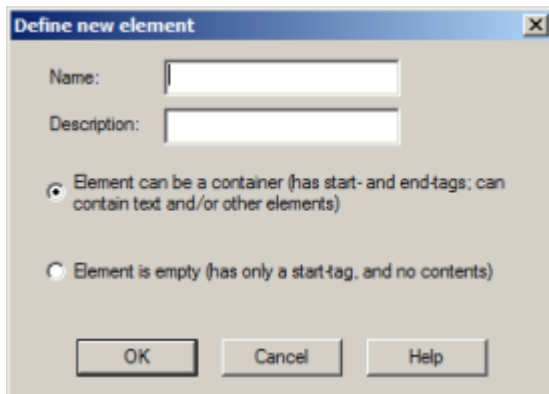 Define new element
Name:
Description:
Element can be a container (has start- and end-tags; can
contain text and/or other elements)
Element is empty (has only a start-tag, and no contents)
OK Cancel Help